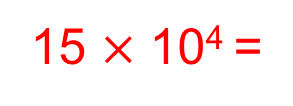 15 × 10⁴ =